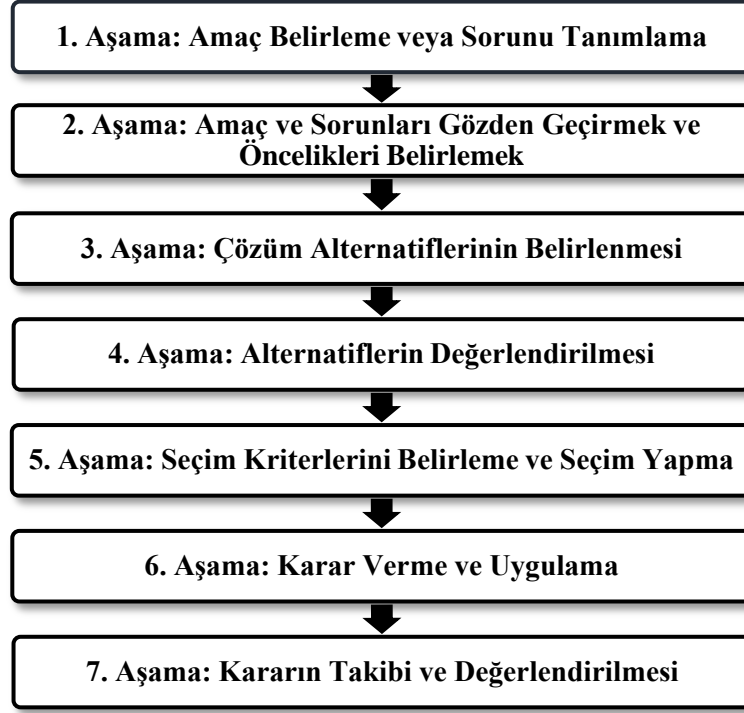 1. Aşama: Amaç Belirleme veya Sorunu Tanımlama
2. Aşama: Amaç ve Sorunları Gözden Geçirmek ve
Öncelikleri Belirlemek
3. Aşama: Çözüm Alternatiflerinin Belirlenmesi
4. Aşama: Alternatiflerin Değerlendirilmesi
5. Aşama: Seçim Kriterlerini Belirleme ve Seçim Yapma
6. Aşama: Karar Verme ve Uygulama
7. Aşama: Kararın Takibi ve Değerlendirilmesi